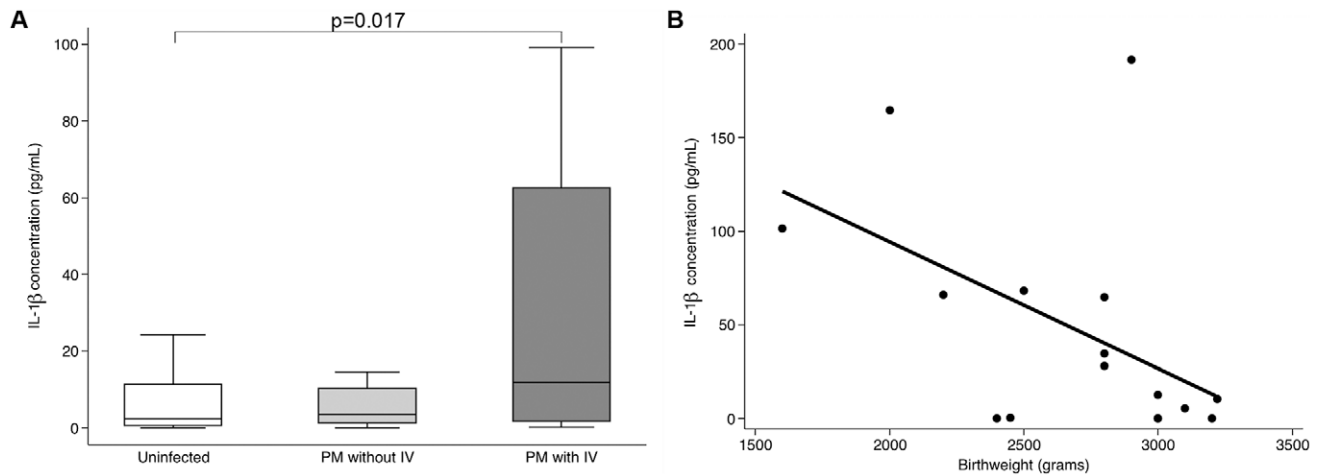 A
p=0.017
IL-1β concentration (pg/mL)
100
80
60
40
20
0
Uninfected
PM without IV
PM with IV
B
IL-1β concentration (pg/mL)
200
150
100
50
0
1500
2000
2500
3000
3500
Birthweight (grams)